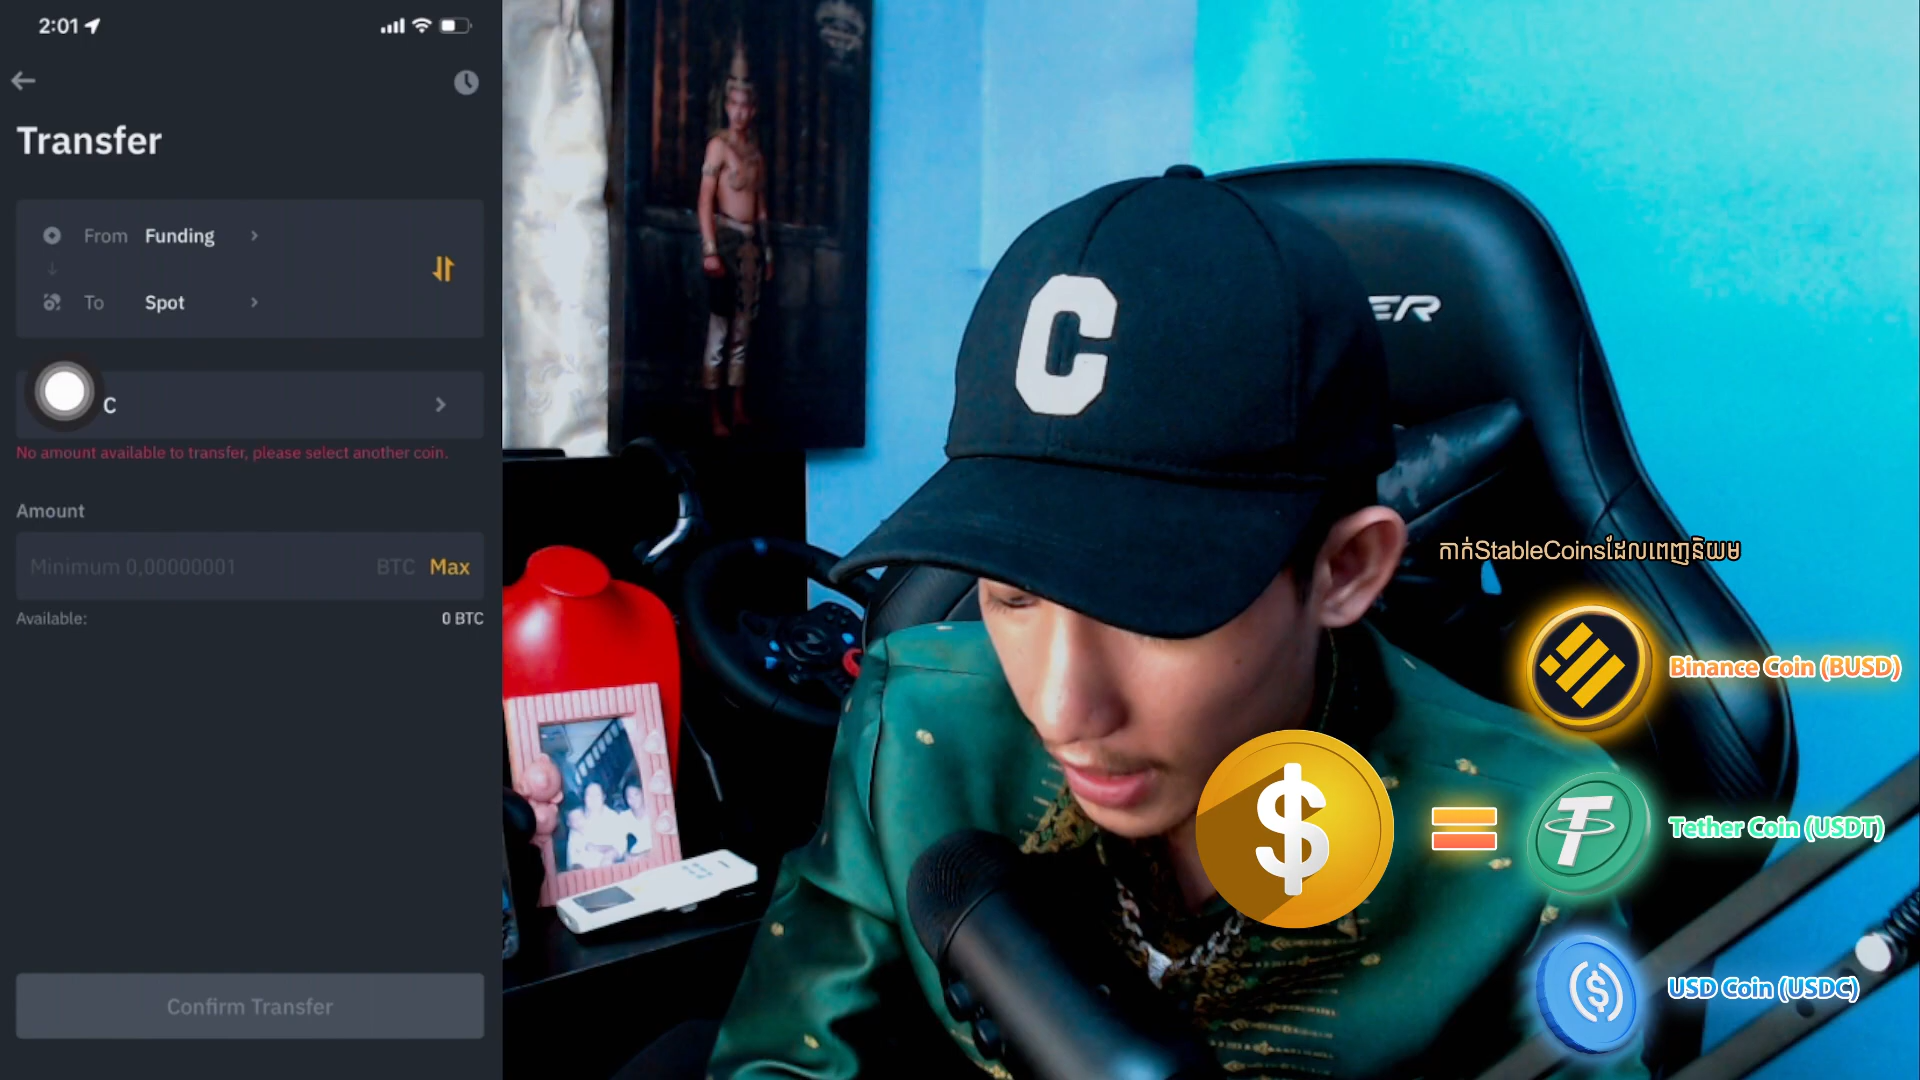 2:01
Transfer
From Funding
To Spot
C
No amount available to transfer, please select another coin.
Amount
Minimum 0,00000001 BTC Max
Available: 0 BTC
Confirm Transfer
C
ER
កាក់StableCoinsដែលពេញនិយម
Binance Coin (BUSD)
$
Tether Coin (USDT)
USD Coin (USDC)